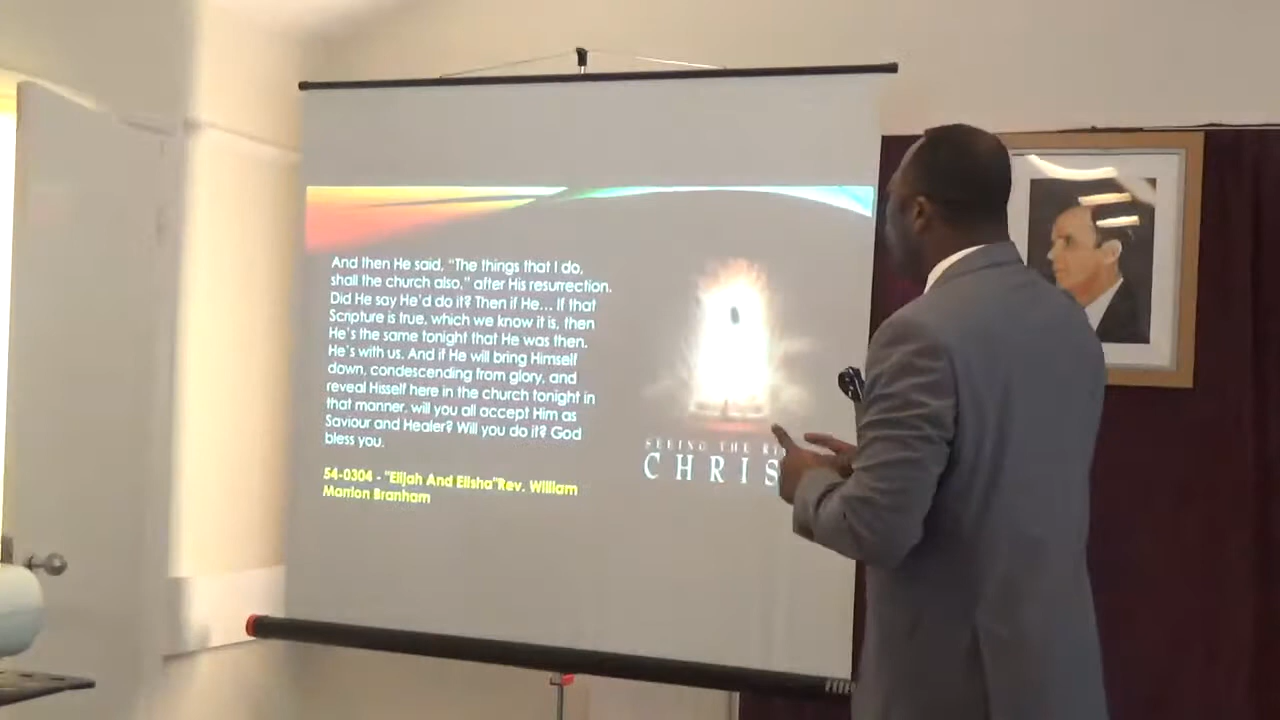 And then He said, "The things that I do,
shall the church also," after His resurrection.
Did He say He'd do it? Then if He... If that
Scripture is true, which we know it is, then
He's the same tonight that He was then.
He's with us. And if He will bring Himself
down, condescending from glory, and
reveal Hisself here in the church tonight in
that manner, will you all accept Him as
Saviour and Healer? Will you do it? God
bless you.
54-0304 - "Elijah And Elisha"Rev. William
Marrion Branham
SEEING THE
CHRIS